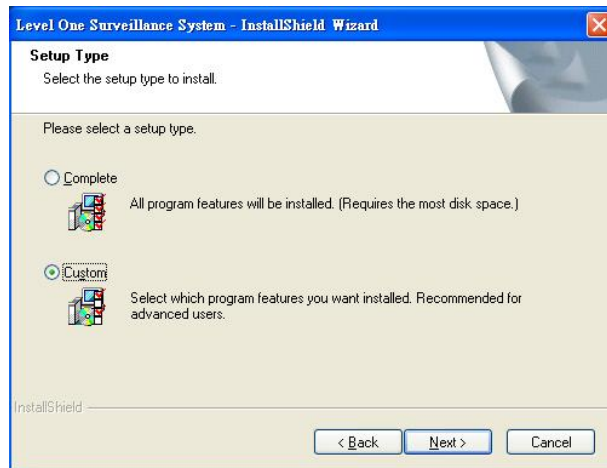 Level One Surveillance System - InstallShield Wizard
Setup Type
Select the setup type to install.
Please select a setup type.
Complete
All program features will be installed. (Requires the most disk space.)
Custom
Select which program features you want installed. Recommended for
advanced users.
InstallShield
< Back
Next >
Cancel